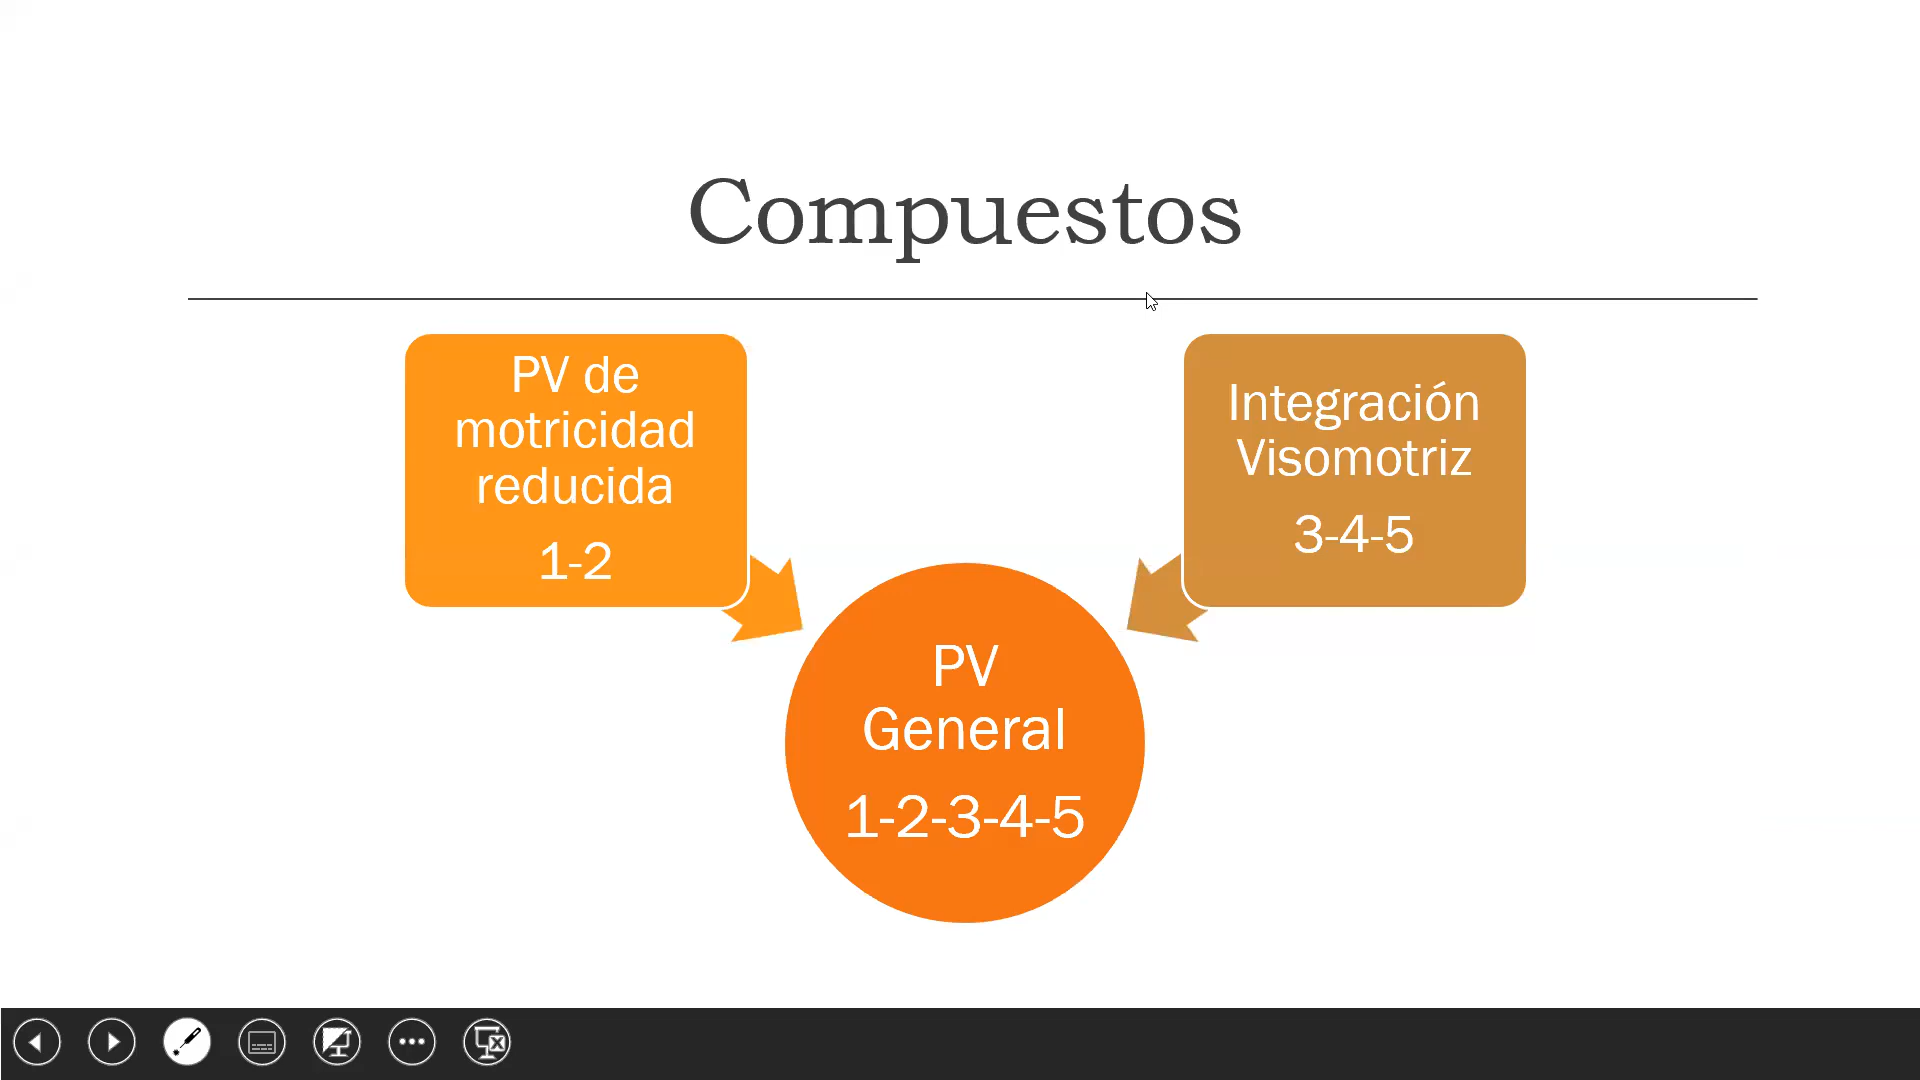 Compuestos
PV de
motricidad
reducida
1-2
Integración
Visomotriz
3-4-5
PV
General
1-2-3-4-5